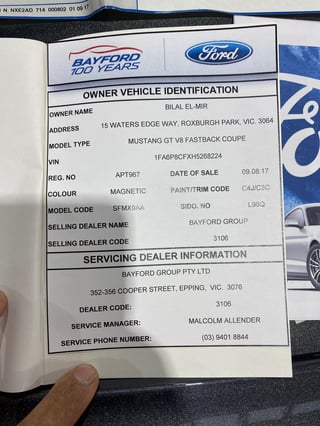 N NXE2AO 714 000802 01 09 17
BAYFORD
100 YEARS
Ford
OWNER VEHICLE IDENTIFICATION
OWNER NAME BILAL EL-MIR
ADDRESS 15 WATERS EDGE WAY, ROXBURGH PARK, VIC. 3064
MODEL TYPE MUSTANG GT V8 FASTBACK COUPE
VIN 1FA6P8CFXH5268224
REG. NO APT967 DATE OF SALE 09.08.17
COLOUR MAGNETIC PAINT/TRIM CODE C4J/C3C
MODEL CODE SFMX9AA SIDO. NO L95Q
SELLING DEALER NAME BAYFORD GROUP
SELLING DEALER CODE 3106
SERVICING DEALER INFORMATION
BAYFORD GROUP PTY LTD
352-356 COOPER STREET, EPPING, VIC. 3076
DEALER CODE: 3106
SERVICE MANAGER: MALCOLM ALLENDER
SERVICE PHONE NUMBER: (03) 9401 8844